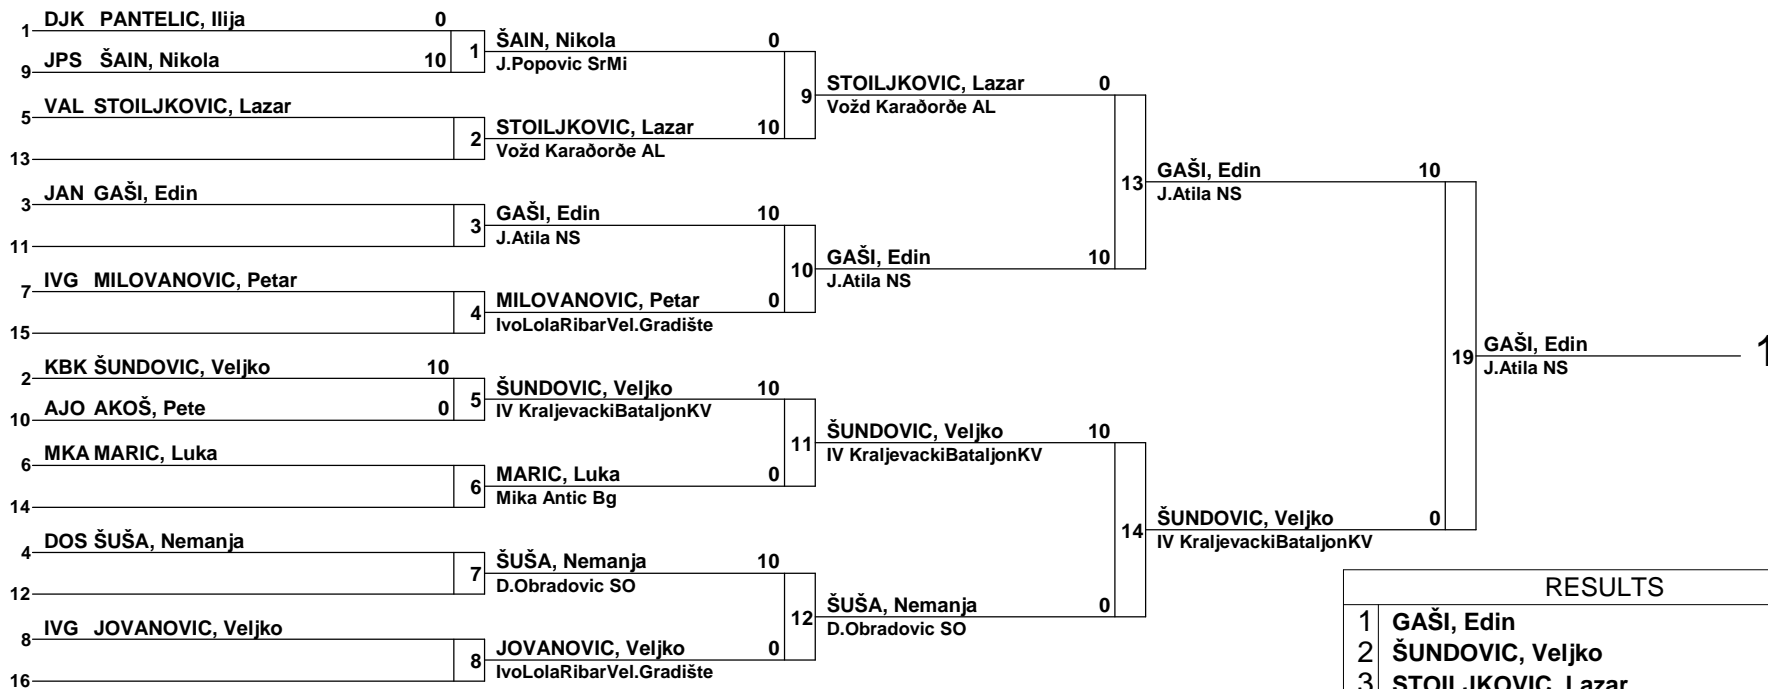 DJK PANTELIC, Ilija 0
1
JPS ŠAIN, Nikola 10
9
1
ŠAIN, Nikola 0
J.Popovic SrMi
VAL STOILJKOVIC, Lazar
5
13
2
STOILJKOVIC, Lazar 10
Vožd Karaðorðe AL
9
STOILJKOVIC, Lazar 0
Vožd Karaðorðe AL
JAN GAŠI, Edin
3
11
3
GAŠI, Edin 10
J.Atila NS
IVG MILOVANOVIC, Petar
7
15
4
MILOVANOVIC, Petar 0
IvoLolaRibarVel.Gradište
10
GAŠI, Edin 10
J.Atila NS
13
GAŠI, Edin 10
J.Atila NS
KBK ŠUNDOVIC, Veljko 10
2
AJO AKOŠ, Pete 0
10
5
ŠUNDOVIC, Veljko 10
IV KraljevackiBataljonKV
MKA MARIC, Luka
6
14
6
MARIC, Luka 0
Mika Antic Bg
11
ŠUNDOVIC, Veljko 10
IV KraljevackiBataljonKV
DOS ŠUŠA, Nemanja
4
12
7
ŠUŠA, Nemanja 10
D.Obradovic SO
IVG JOVANOVIC, Veljko
8
16
8
JOVANOVIC, Veljko 0
IvoLolaRibarVel.Gradište
12
ŠUŠA, Nemanja 0
D.Obradovic SO
14
ŠUNDOVIC, Veljko 0
IV KraljevackiBataljonKV
19
GAŠI, Edin
J.Atila NS
1
RESULTS
1 GAŠI, Edin
2 ŠUNDOVIC, Veljko
3 STOILJKOVIC, Lazar